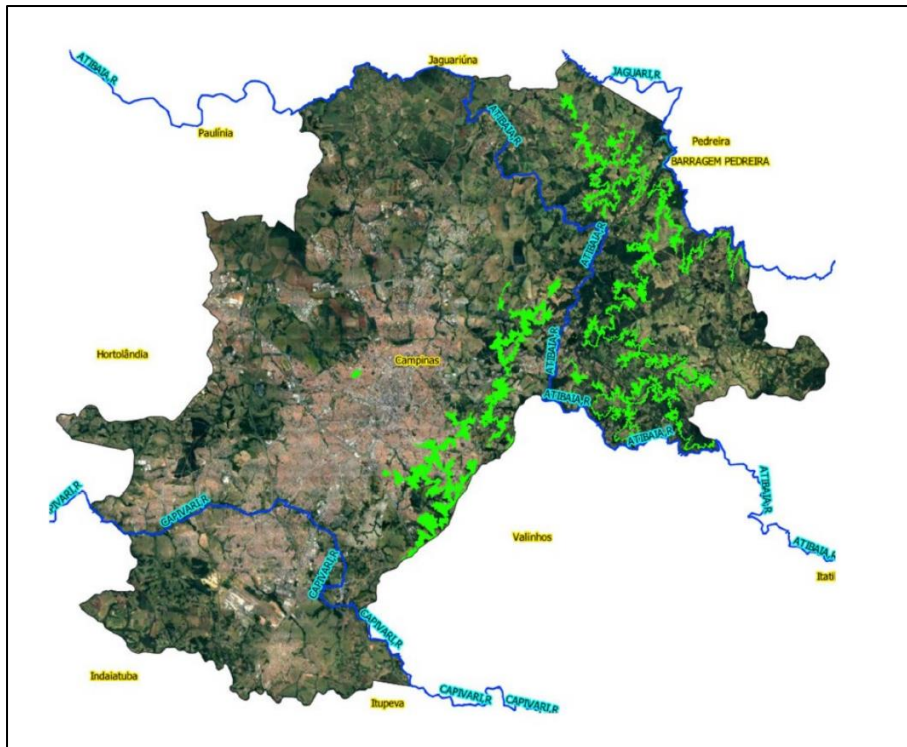 Jaguariúna
ATIBAIA,R
JAGUARI,R
ATIBAIA,R
Paulínia
Pedreira
BARRAGEM PEDREIRA
ATIBAIA,R
Hortolândia
Campinas
ATIBAIA,R
ATIBAIA,R
ATIBAIA,R
ATIBAIA,R
PIVARI,R
CAPIVARI,R
Valinhos
ATIBAIA,R
Itati
CAPIVARI,R
CAPIVARI,R
Indaiatuba
Itupeva
CAPIVARI,R
CAPIVARI,R